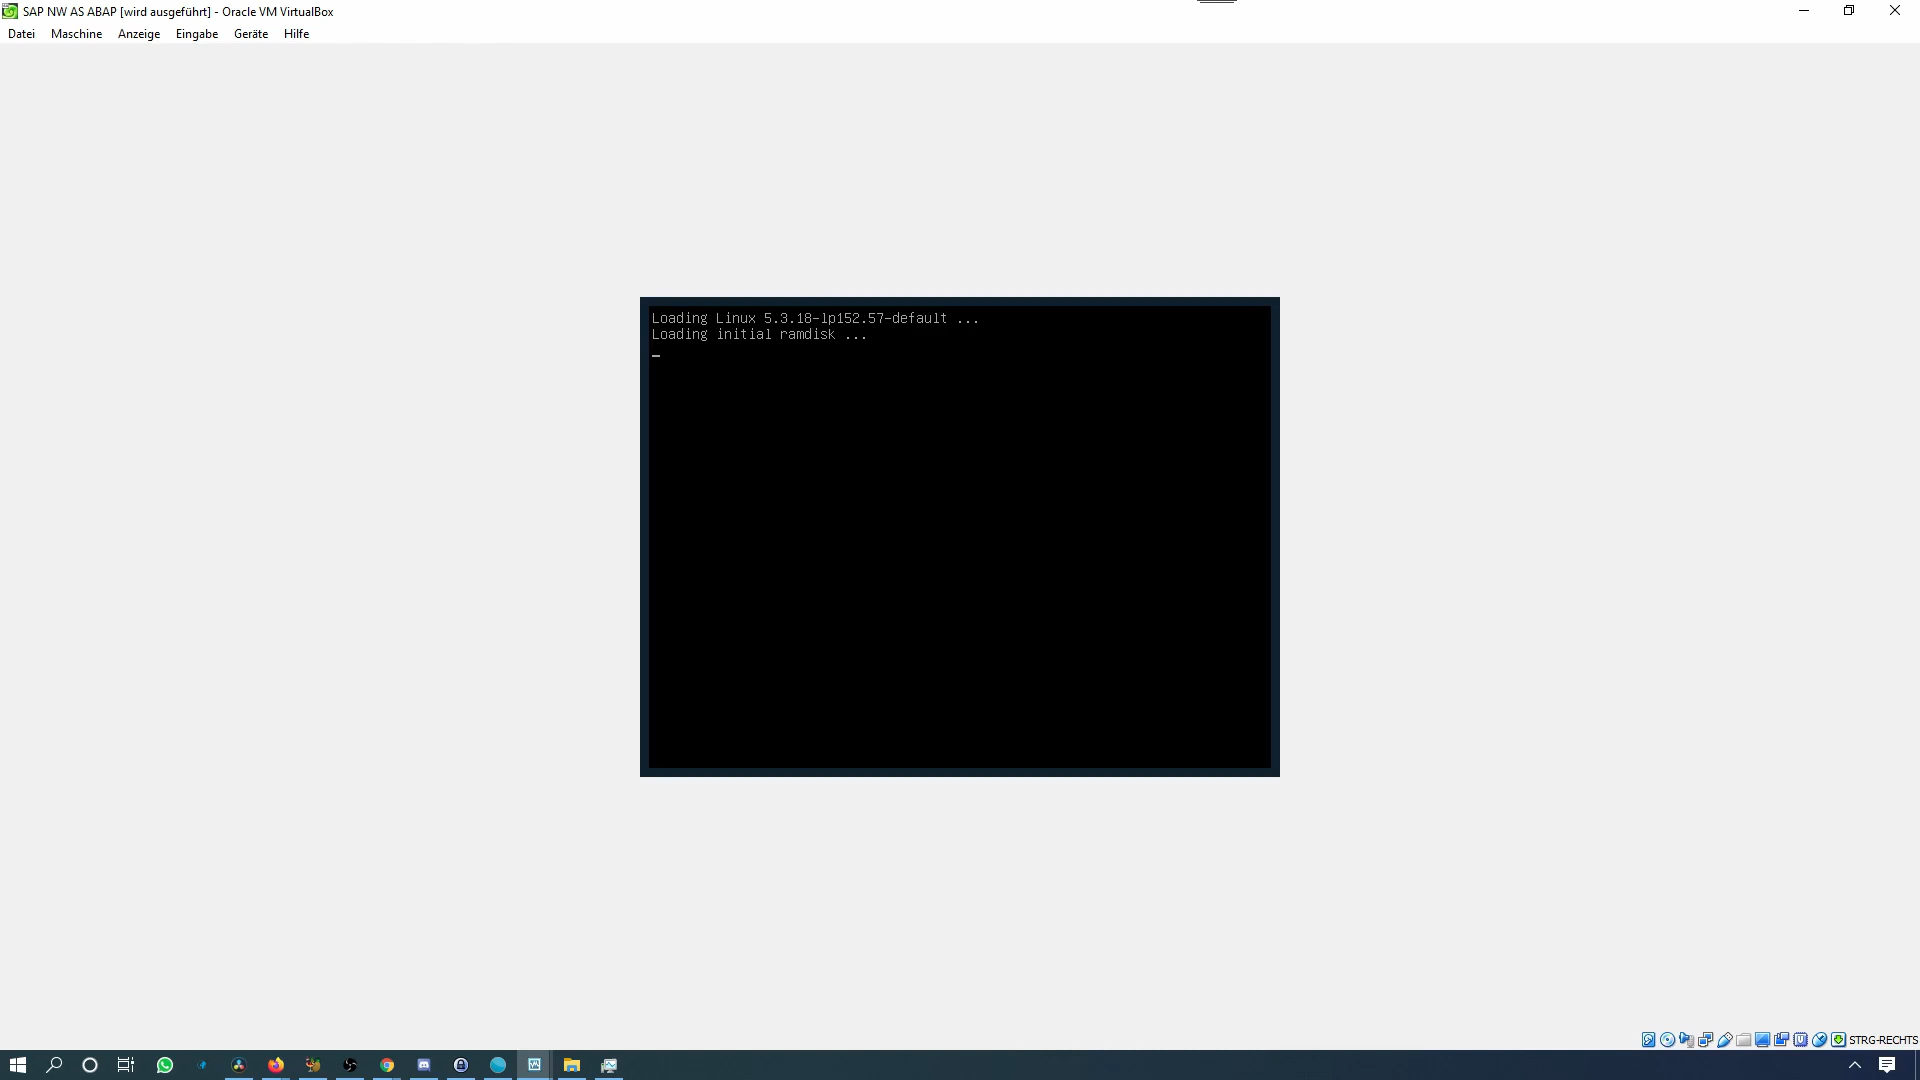 SAP NW AS ABAP [wird ausgeführt] - Oracle VM VirtualBox
Datei Maschine Anzeige Eingabe Geräte Hilfe
Loading Linux 5.3.18-lp152.57-default ...
Loading initial ramdisk ...
STRG-RECHTS